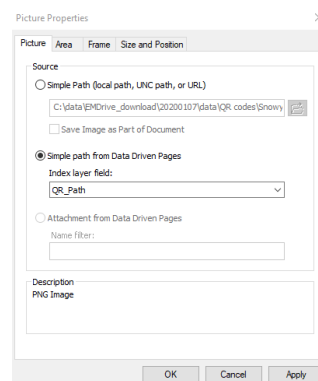 Picture Properties
Picture Area Frame Size and Position
Source
Simple Path (local path, UNC path, or URL)
C:\data\EMDrive_download\20200107\data\QR codes\Snowy
Save Image as Part of Document
Simple path from Data Driven Pages
Index layer field:
QR_Path
Attachment from Data Driven Pages
Name filter:
Description
PNG Image
OK Cancel Apply